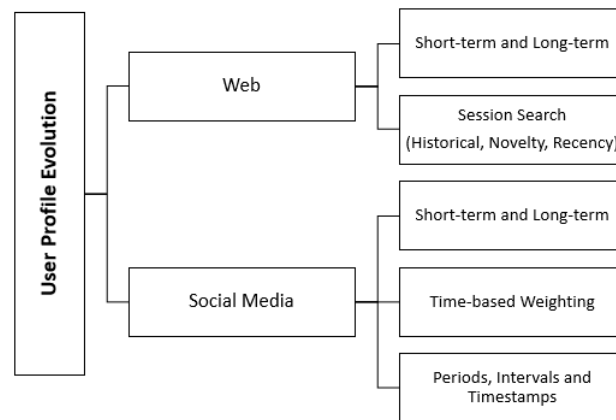 User Profile Evolution
Web
Short-term and Long-term
Session Search
(Historical, Novelty, Recency)
Social Media
Short-term and Long-term
Time-based Weighting
Periods, Intervals and
Timestamps